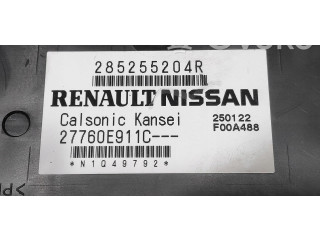 285255204R
RENAULT NISSAN
Calsonic Kansei
27760E911C---
250122
F00A488
*N1Q49792*